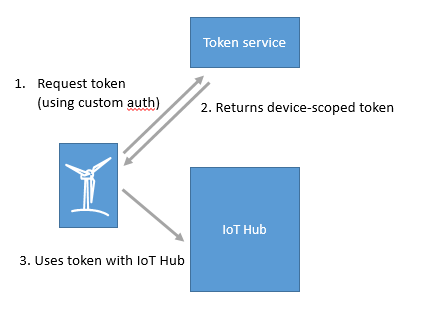 Token service
1. Request token
(using custom auth)
2. Returns device-scoped token
IoT Hub
3. Uses token with IoT Hub